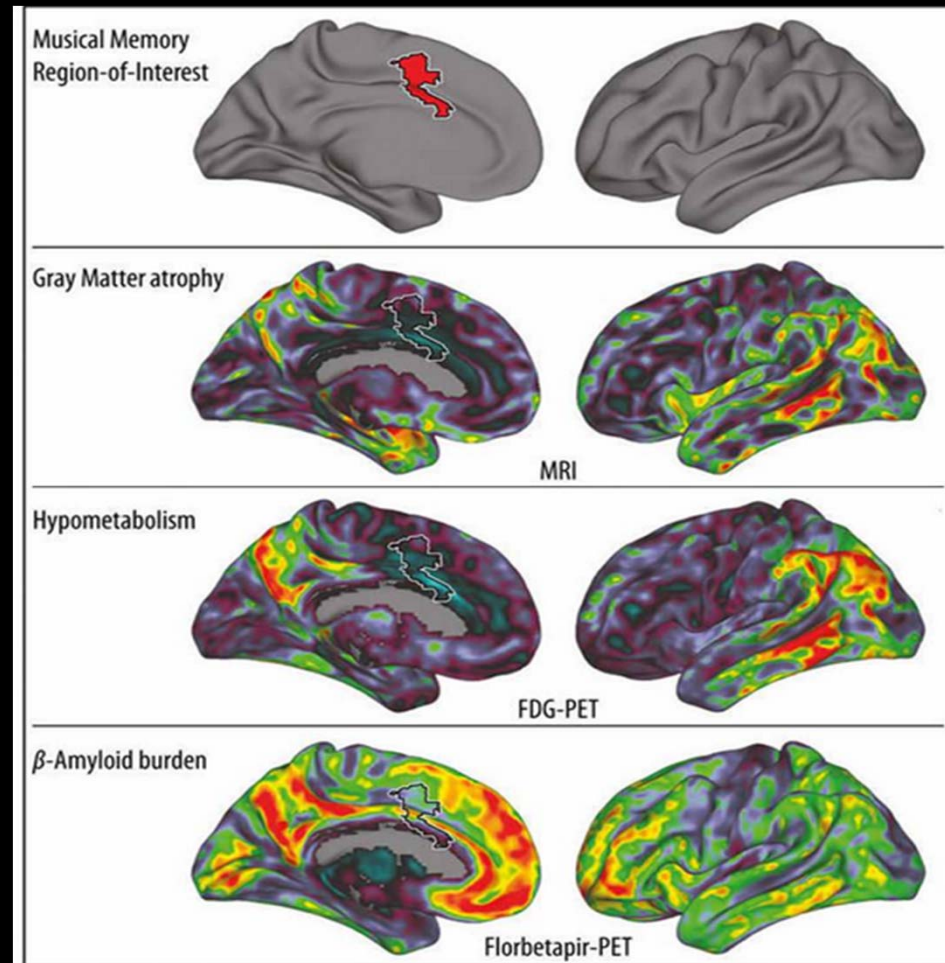 Musical Memory
Region-of-Interest
Gray Matter atrophy
MRI
Hypometabolism
FDG-PET
β-Amyloid burden
Florbetapir-PET